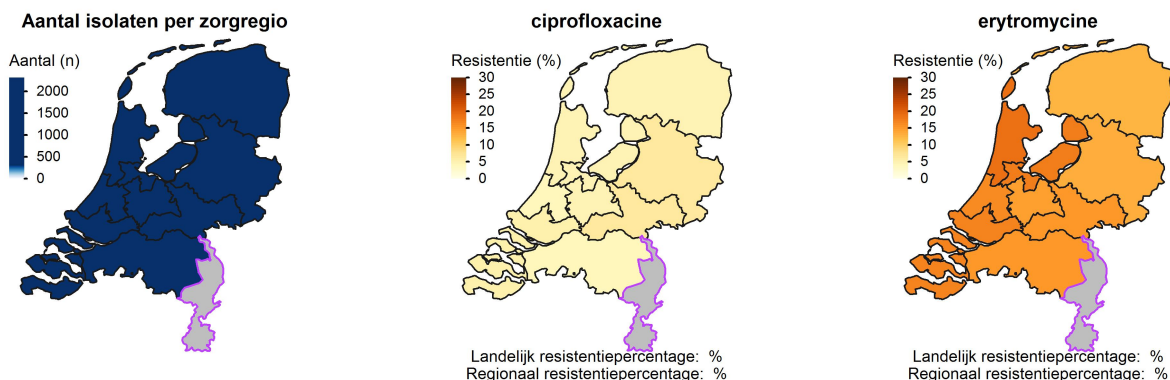 Aantal isolaten per zorgregio
Aantal (n)
2000
1500
1000
500
0
ciprofloxacine
Resistentie (%)
30
25
20
15
10
5
0
Landelijk resistentiepercentage: %
Regionaal resistentiepercentage: %
erytromycine
Resistentie (%)
30
25
20
15
10
5
0
Landelijk resistentiepercentage: %
Regionaal resistentiepercentage: %